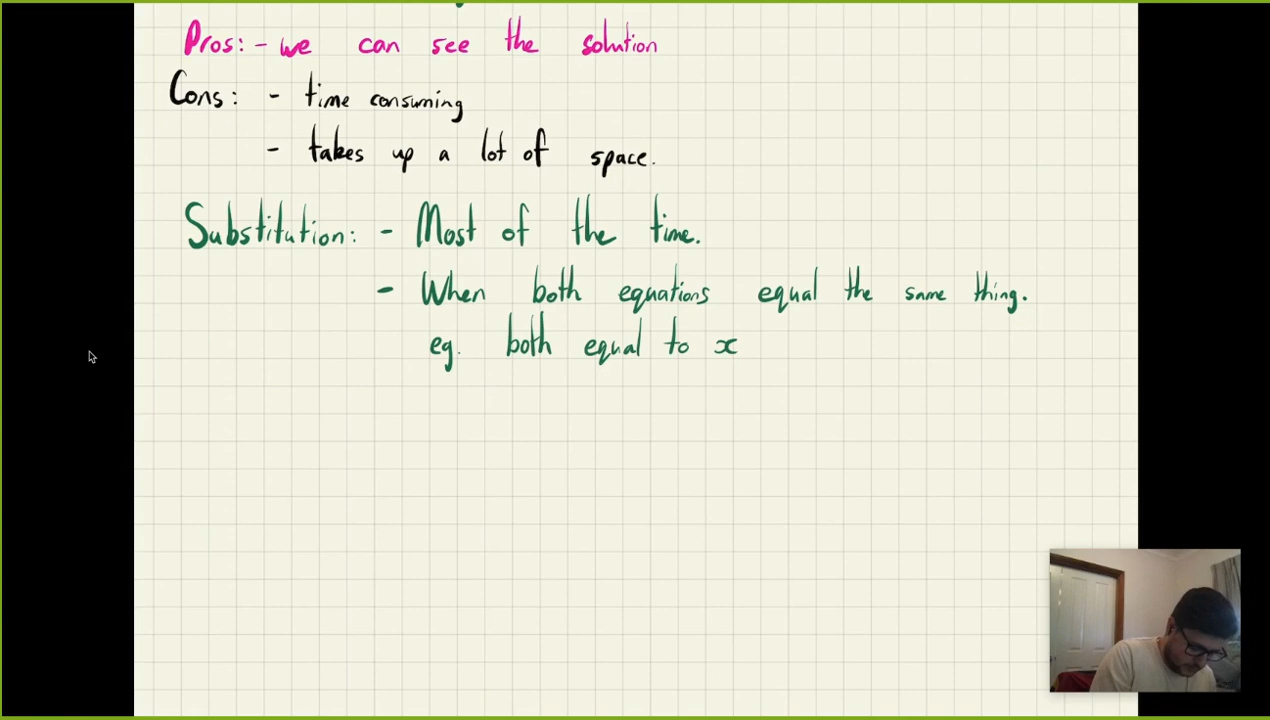 Pros: - we can see the solution
Cons: - time consuming
- takes up a lot of space.
Substitution: - Most of the time.
- When both equations equal the same thing.
eg. both equal to x